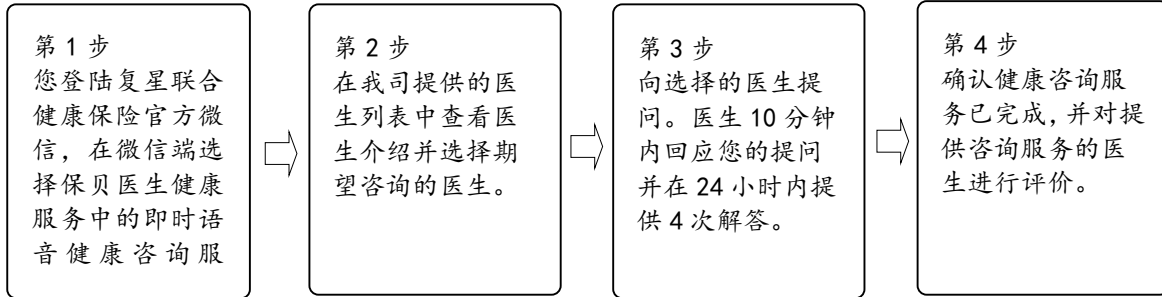 第 1 步
您登陆复星联合
健康保险官方微
信，在微信端选
择保贝医生健康
服务中的即时语
音健康咨询服
第 2 步
在我司提供的医
生列表中查看医
生介绍并选择期
望咨询的医生。
第 3 步
向选择的医生提
问。医生 10 分钟
内回应您的提问
并在 24 小时内提
供 4 次解答。
第 4 步
确认健康咨询服
务已完成，并对提
供咨询服务的医
生进行评价。